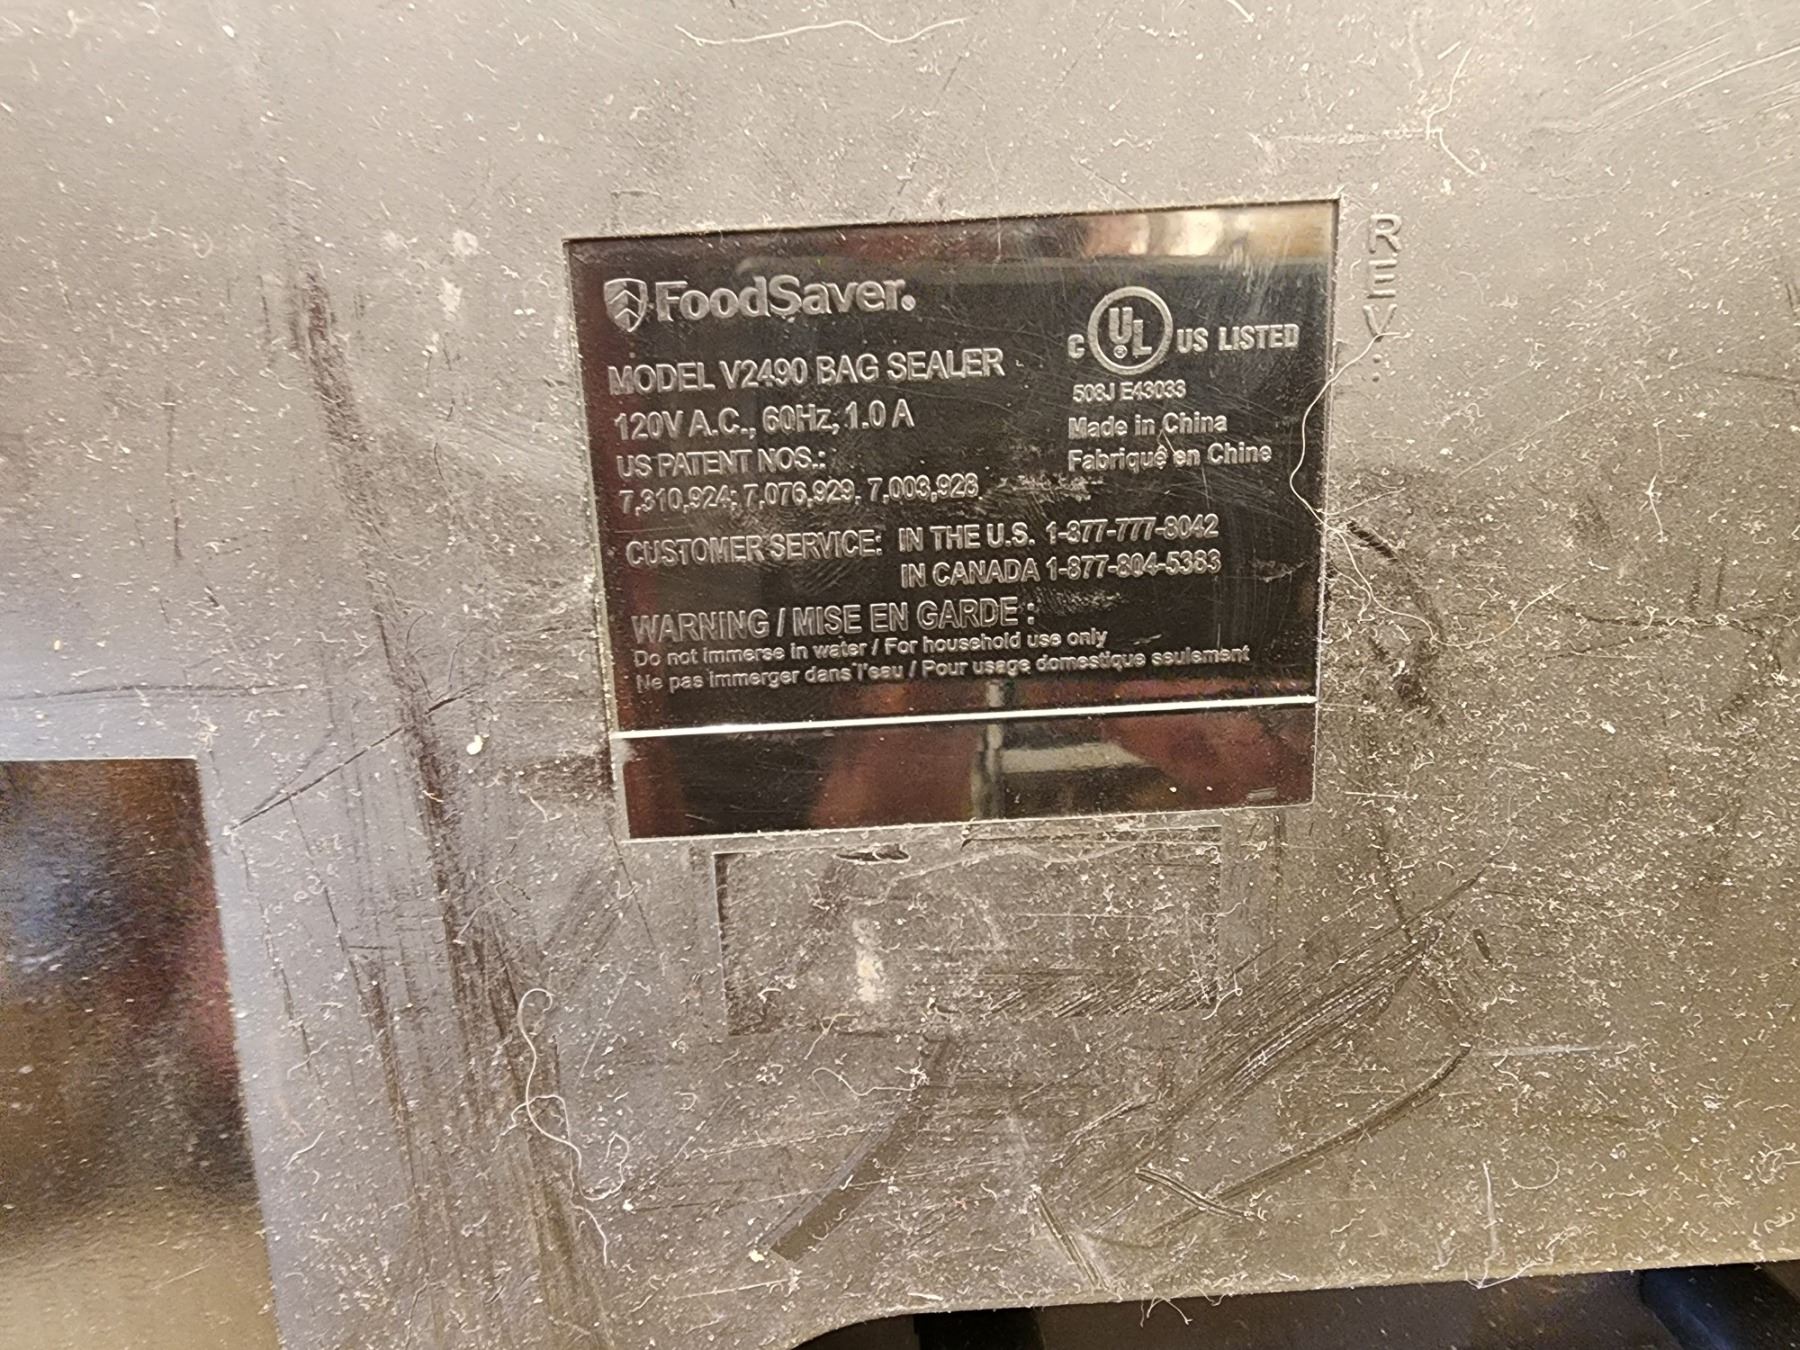 FoodSaver®
MODEL V2490 BAG SEALER
120V A.C., 60Hz, 1.0 A
US PATENT NOS.:
7,310,924; 7,076,929, 7,003,928
C UL® US LISTED
508J E43033
Made in China
Fabriqué en Chine
CUSTOMER SERVICE: IN THE U.S. 1-877-777-8042
IN CANADA 1-877-804-5383
WARNING / MISE EN GARDE :
Do not immerse in water / For household use only
Ne pas immerger dans l'eau / Pour usage domestique seulement
REV.: